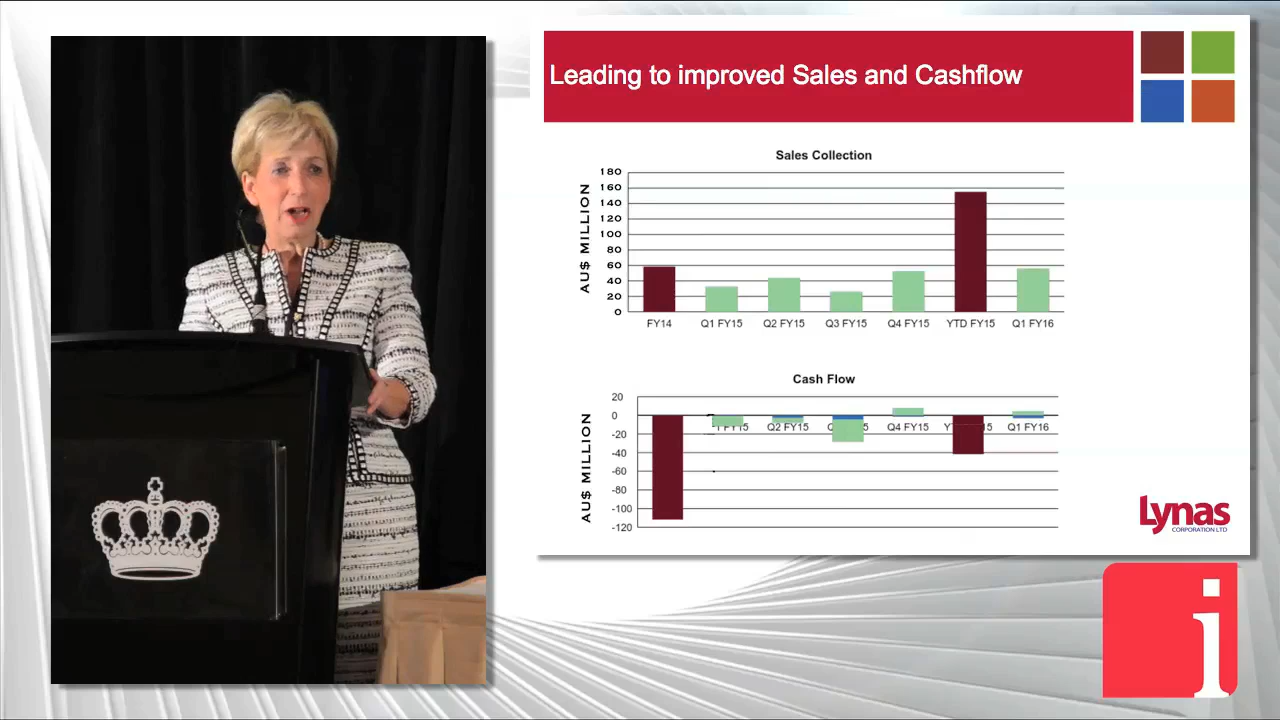 Leading to improved Sales and Cashflow
Sales Collection
AU$ MILLION
180
160
140
120
100
80
60
40
20
0
FY14
Q1 FY15
Q2 FY15
Q3 FY15
Q4 FY15
YTD FY15
Q1 FY16
Cash Flow
AU$ MILLION
20
0
-20
-40
-60
-80
-100
-120
Q2 FY15
Q4 FY15
Q1 FY16
Lynas
CORPORATION LTD
i